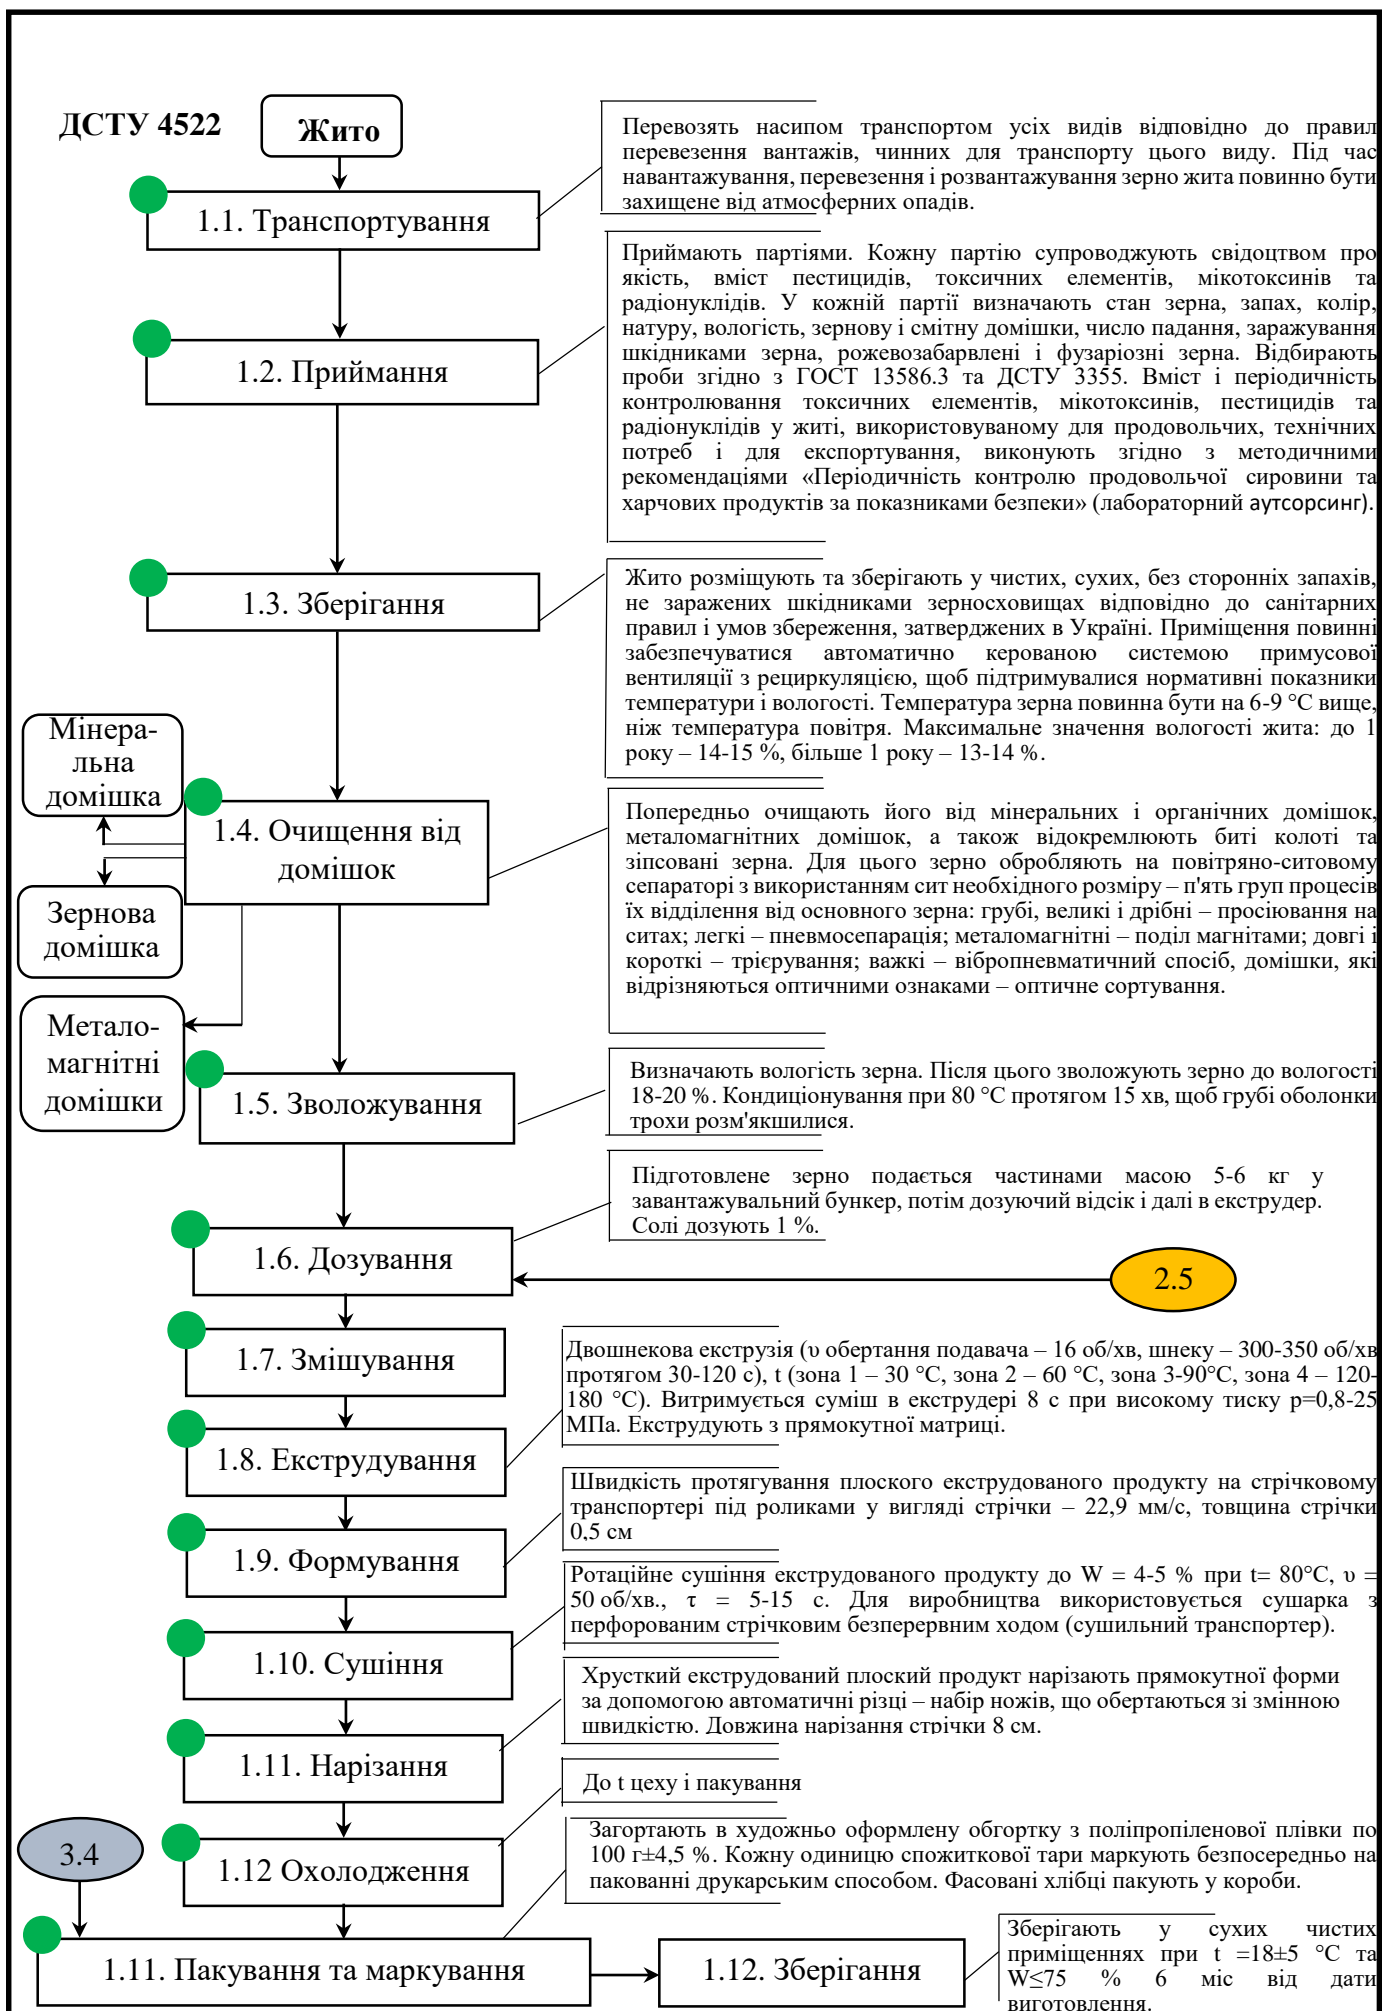 ДСТУ 4522
Жито
1.1. Транспортування
Перевозять насипом транспортом усіх видів відповідно до правил
перевезення вантажів, чинних для транспорту цього виду. Під час
навантажування, перевезення і розвантажування зерно жита повинно бути
захищене від атмосферних опадів.
1.2. Приймання
Приймають партіями. Кожну партію супроводжують свідоцтвом про
якість, вміст пестицидів, токсичних елементів, мікотоксинів та
радіонуклідів. У кожній партії визначають стан зерна, запах, колір,
натуру, вологість, зернову і смітну домішки, число падання, заражування
шкідниками зерна, рожевозабарвлені і фузаріозні зерна. Відбирають
проби згідно з ГОСТ 13586.3 та ДСТУ 3355. Вміст і періодичність
контролювання токсичних елементів, мікотоксинів, пестицидів та
радіонуклідів у житі, використовуваному для продовольчих, технічних
потреб і для експортування, виконують згідно з методичними
рекомендаціями «Періодичність контролю продовольчої сировини та
харчових продуктів за показниками безпеки» (лабораторний аутсорсинг).
1.3. Зберігання
Жито розміщують та зберігають у чистих, сухих, без сторонніх запахів,
не заражених шкідниками зерносховищах відповідно до санітарних
правил і умов збереження, затверджених в Україні. Приміщення повинні
забезпечуватися автоматично керованою системою примусової
вентиляції з рециркуляцією, щоб підтримувалися нормативні показники
температури і вологості. Температура зерна повинна бути на 6-9 °С вище,
ніж температура повітря. Максимальне значення вологості жита: до 1
року – 14-15 %, більше 1 року – 13-14 %.
Мінера-
льна
домішка
1.4. Очищення від
домішок
Зернова
домішка
Метало-
магнітні
домішки
Попередньо очищають його від мінеральних і органічних домішок,
металомагнітних домішок, а також відокремлюють биті колоті та
зіпсовані зерна. Для цього зерно обробляють на повітряно-ситовому
сепараторі з використанням сит необхідного розміру – п'ять груп процесів
їх відділення від основного зерна: грубі, великі і дрібні – просіювання на
ситах; легкі – пневмосепарація; металомагнітні – поділ магнітами; довгі і
короткі – трієрування; важкі – вібропневматичний спосіб, домішки, які
відрізняються оптичними ознаками – оптичне сортування.
1.5. Зволожування
Визначають вологість зерна. Після цього зволожують зерно до вологості
18-20 %. Кондиціонування при 80 °С протягом 15 хв, щоб грубі оболонки
трохи розм'якшилися.
1.6. Дозування
Підготовлене зерно подається частинами масою 5-6 кг у
завантажувальний бункер, потім дозуючий відсік і далі в екструдер.
Солі дозують 1 %.
2.5
1.7. Змішування
1.8. Екструдування
Двошнекова екструзія (υ обертання подавача – 16 об/хв, шнеку – 300-350 об/хв
протягом 30-120 с), t (зона 1 – 30 °С, зона 2 – 60 °С, зона 3-90°С, зона 4 – 120-
180 °С). Витримується суміш в екструдері 8 с при високому тиску р=0,8-25
МПа. Екструдують з прямокутної матриці.
1.9. Формування
Швидкість протягування плоского екструдованого продукту на стрічковому
транспортері під роликами у вигляді стрічки – 22,9 мм/с, товщина стрічки
0,5 см
1.10. Сушіння
Ротаційне сушіння екструдованого продукту до W = 4-5 % при t= 80°С, υ =
50 об/хв., τ = 5-15 с. Для виробництва використовується сушарка з
перфорованим стрічковим безперервним ходом (сушильний транспортер).
1.11. Нарізання
Хрусткий екструдований плоский продукт нарізають прямокутної форми
за допомогою автоматичні різці – набір ножів, що обертаються зі змінною
швидкістю. Довжина нарізання стрічки 8 см.
1.12 Охолодження
До t цеху і пакування
3.4
1.11. Пакування та маркування
Загортають в художньо оформлену обгортку з поліпропіленової плівки по
100 г±4,5 %. Кожну одиницю спожиткової тари маркують безпосередньо на
пакованні друкарським способом. Фасовані хлібці пакують у короби.
1.12. Зберігання
Зберігають у сухих чистих
приміщеннях при t =18±5 °С та
W≤75 % 6 міс від дати
виготовлення.